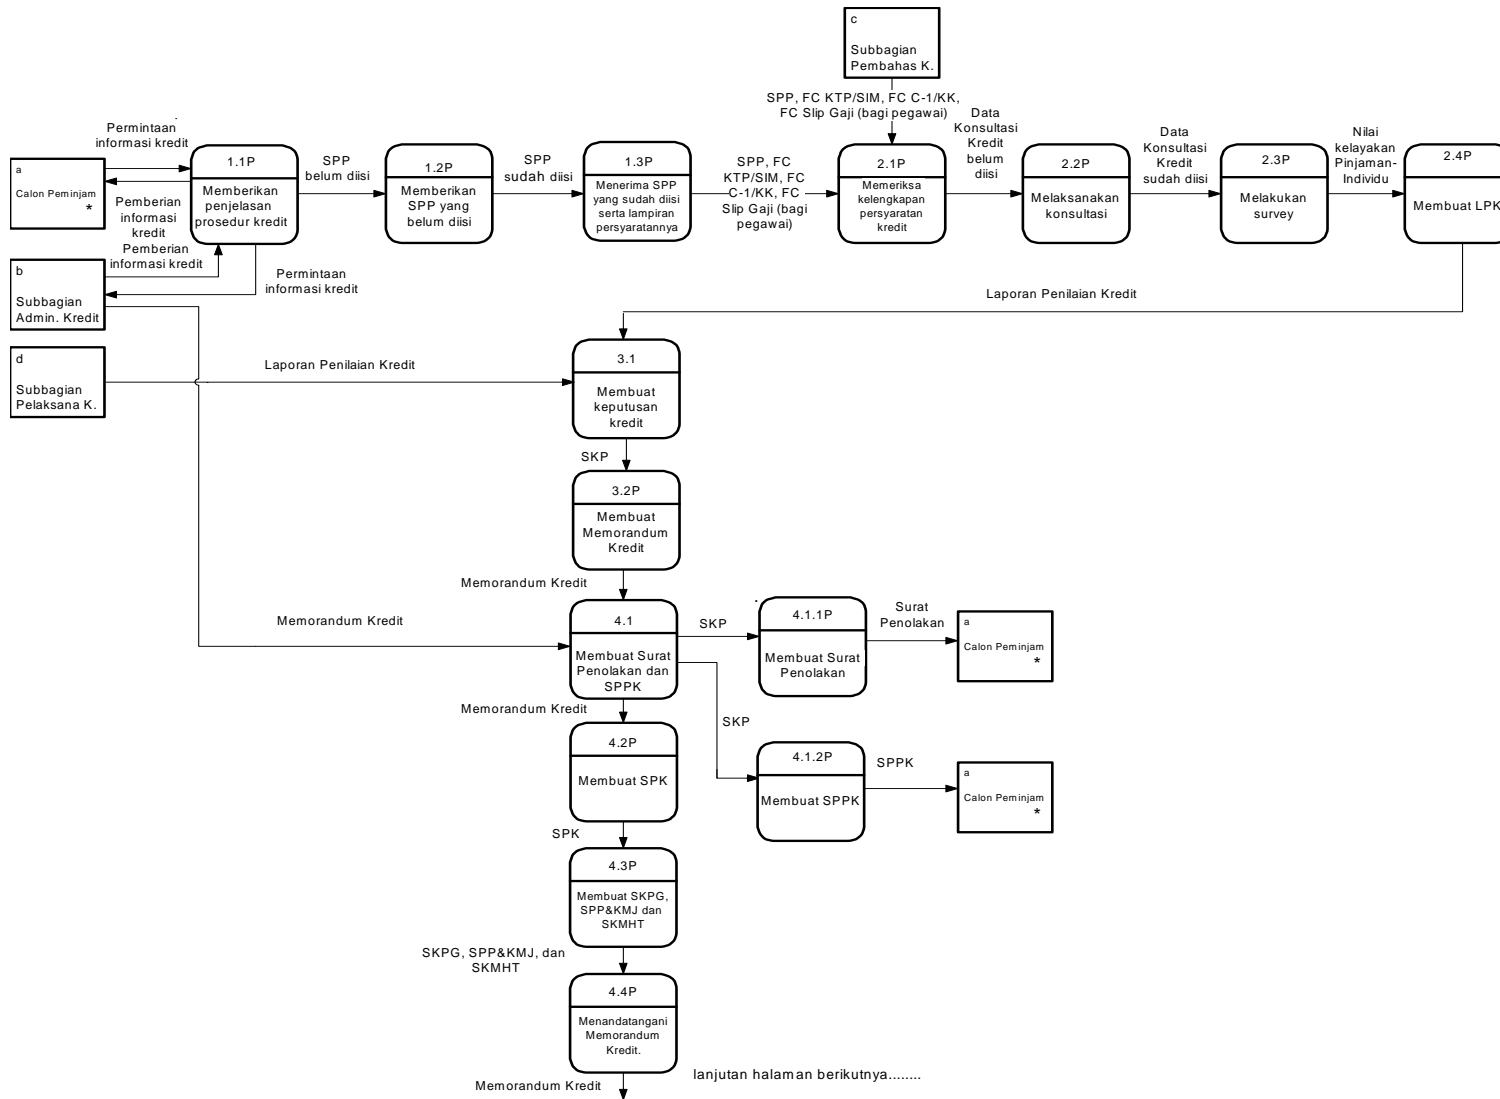 c
Subbagian
Pembahas K.
SPP, FC KTP/SIM, FC C-1/KK,
FC Slip Gaji (bagi pegawai)
Permintaan
informasi kredit
a
Calon Peminjam
*
Pemberian
informasi
kredit
Pemberian
informasi kredit
1.1P
Memberikan
penjelasan
prosedur kredit
SPP
belum diisi
1.2P
Memberikan
SPP yang
belum diisi
SPP
sudah diisi
1.3P
Menerima SPP
yang sudah diisi
serta lampiran
persyaratannya
SPP, FC
KTP/SIM, FC
C-1/KK, FC
Slip Gaji (bagi
pegawai)
2.1P
Memeriksa
kelengkapan
persyaratan
kredit
Data
Konsultasi
Kredit
belum
diisi
2.2P
Melaksanakan
konsultasi
Data
Konsultasi
Kredit
sudah diisi
2.3P
Melakukan
survey
Nilai
kelayakan
Pinjaman-
Individu
2.4P
Membuat LPK
b
Subbagian
Admin. Kredit
Permintaan
informasi kredit
Laporan Penilaian Kredit
d
Subbagian
Pelaksana K.
Laporan Penilaian Kredit
3.1
Membuat
keputusan
kredit
SKP
3.2P
Membuat
Memorandum
Kredit
Memorandum Kredit
Memorandum Kredit
4.1
Membuat Surat
Penolakan dan
SPPK
SKP
4.1.1P
Membuat Surat
Penolakan
Surat
Penolakan
a
Calon Peminjam
*
Memorandum Kredit
SKP
4.2P
Membuat SPK
4.1.2P
Membuat SPPK
SPPK
a
Calon Peminjam
*
SPK
4.3P
Membuat SKPG,
SPP&KMJ dan
SKMHT
SKPG, SPP&KMJ, dan
SKMHT
4.4P
Menandatangani
Memorandum
Kredit.
Memorandum Kredit
lanjutan halaman berikutnya........